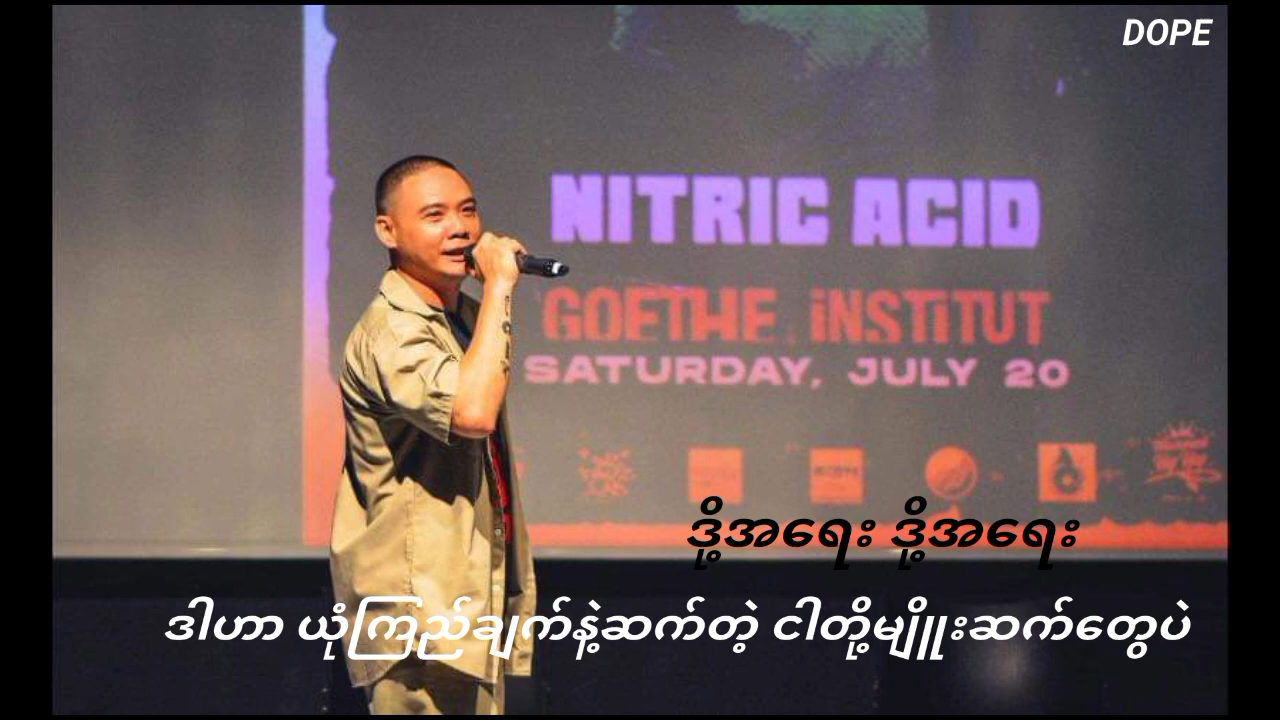 DOPE
NITRIC ACID
GOETHE. iNSTiTUT
SATURDAY, JULY 20
ဒို့အရေး ဒို့အရေး
ဒါဟာ ယုံကြည်ချက်နဲ့ဆက်တဲ့ ငါတို့မျိူးဆက်တွေပဲ